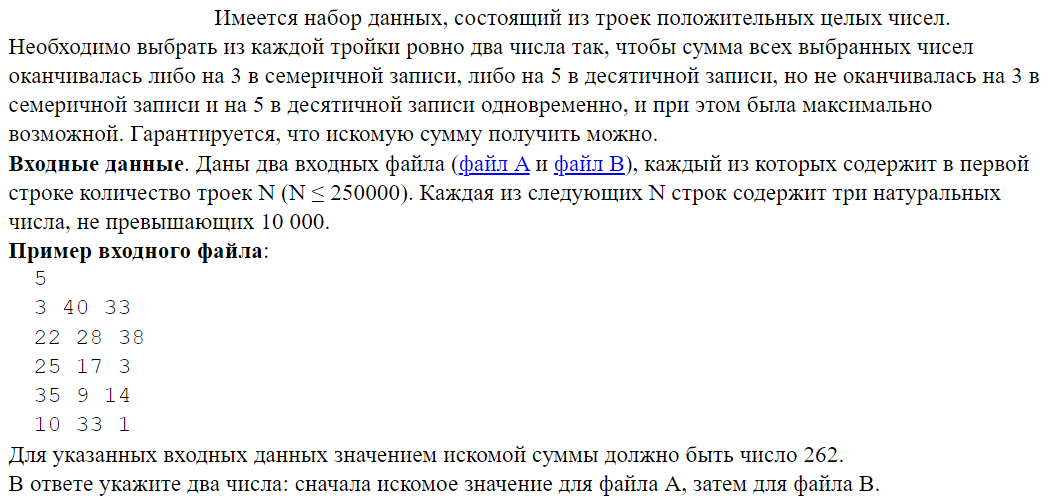 Имеется набор данных, состоящий из троек положительных целых чисел.
Необходимо выбрать из каждой тройки ровно два числа так, чтобы сумма всех выбранных чисел
оканчивалась либо на 3 в семеричной записи, либо на 5 в десятичной записи, но не оканчивалась на 3 в
семеричной записи и на 5 в десятичной записи одновременно, и при этом была максимально
возможной. Гарантируется, что искомую сумму получить можно.
Входные данные. Даны два входных файла (файл A и файл B), каждый из которых содержит в первой
строке количество троек N (N ≤ 250000). Каждая из следующих N строк содержит три натуральных
числа, не превышающих 10 000.
Пример входного файла:
5
3 40 33
22 28 38
25 17 3
35 9 14
10 33 1
Для указанных входных данных значением искомой суммы должно быть число 262.
В ответе укажите два числа: сначала искомое значение для файла A, затем для файла B.